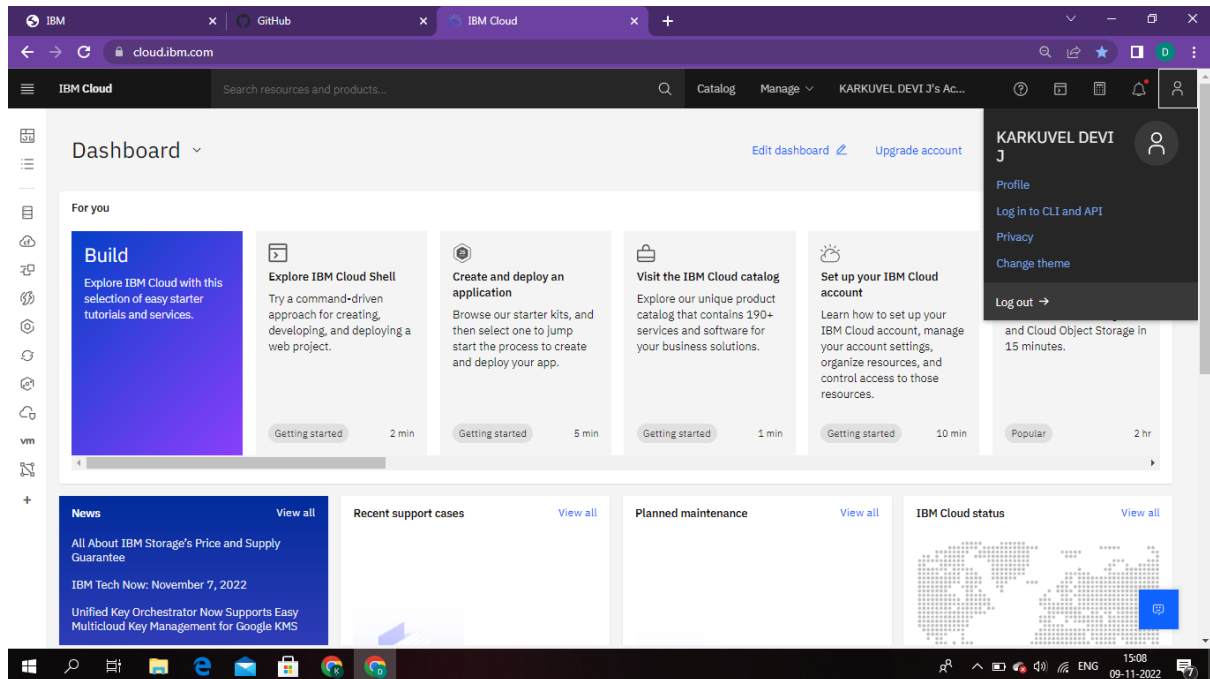 IBM
GitHub
IBM Cloud
cloud.ibm.com
D
IBM Cloud
Search resources and products...
Catalog
Manage
KARKUVEL DEVI J's Ac...
Dashboard
Edit dashboard
Upgrade account
KARKUVEL DEVI
J
Profile
Log in to CLI and API
Privacy
Change theme
Log out →
For you
Build
Explore IBM Cloud with this
selection of easy starter
tutorials and services.
Explore IBM Cloud Shell
Try a command-driven
approach for creating,
developing, and deploying a
web project.
Getting started
2 min
Create and deploy an
application
Browse our starter kits, and
then select one to jump
start the process to create
and deploy your app.
Getting started
5 min
Visit the IBM Cloud catalog
Explore our unique product
catalog that contains 190+
services and software for
your business solutions.
Getting started
1 min
Set up your IBM Cloud
account
Learn how to set up your
IBM Cloud account, manage
your account settings,
organize resources, and
control access to those
resources.
Getting started
10 min
and Cloud Object Storage in
15 minutes.
Popular
2 hr
vm
News
View all
All About IBM Storage's Price and Supply
Guarantee
IBM Tech Now: November 7, 2022
Unified Key Orchestrator Now Supports Easy
Multicloud Key Management for Google KMS
Recent support cases
View all
Planned maintenance
View all
IBM Cloud status
View all
K
D
ENG
15:08
09-11-2022
7